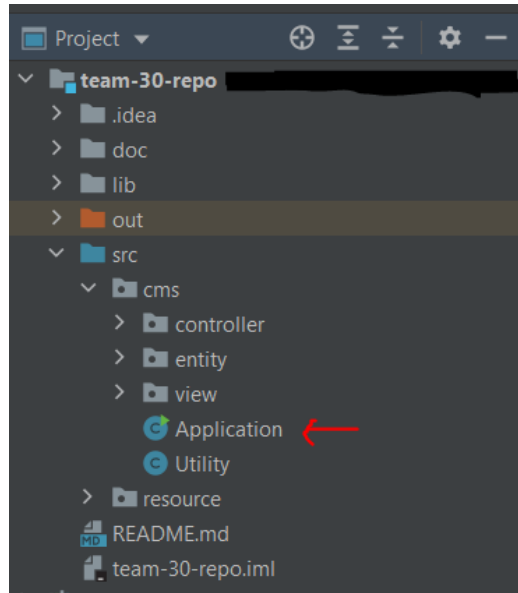 Project
team-30-repo
.idea
doc
lib
out
src
cms
controller
entity
view
C Application
C Utility
resource
MD README.md
team-30-repo.iml